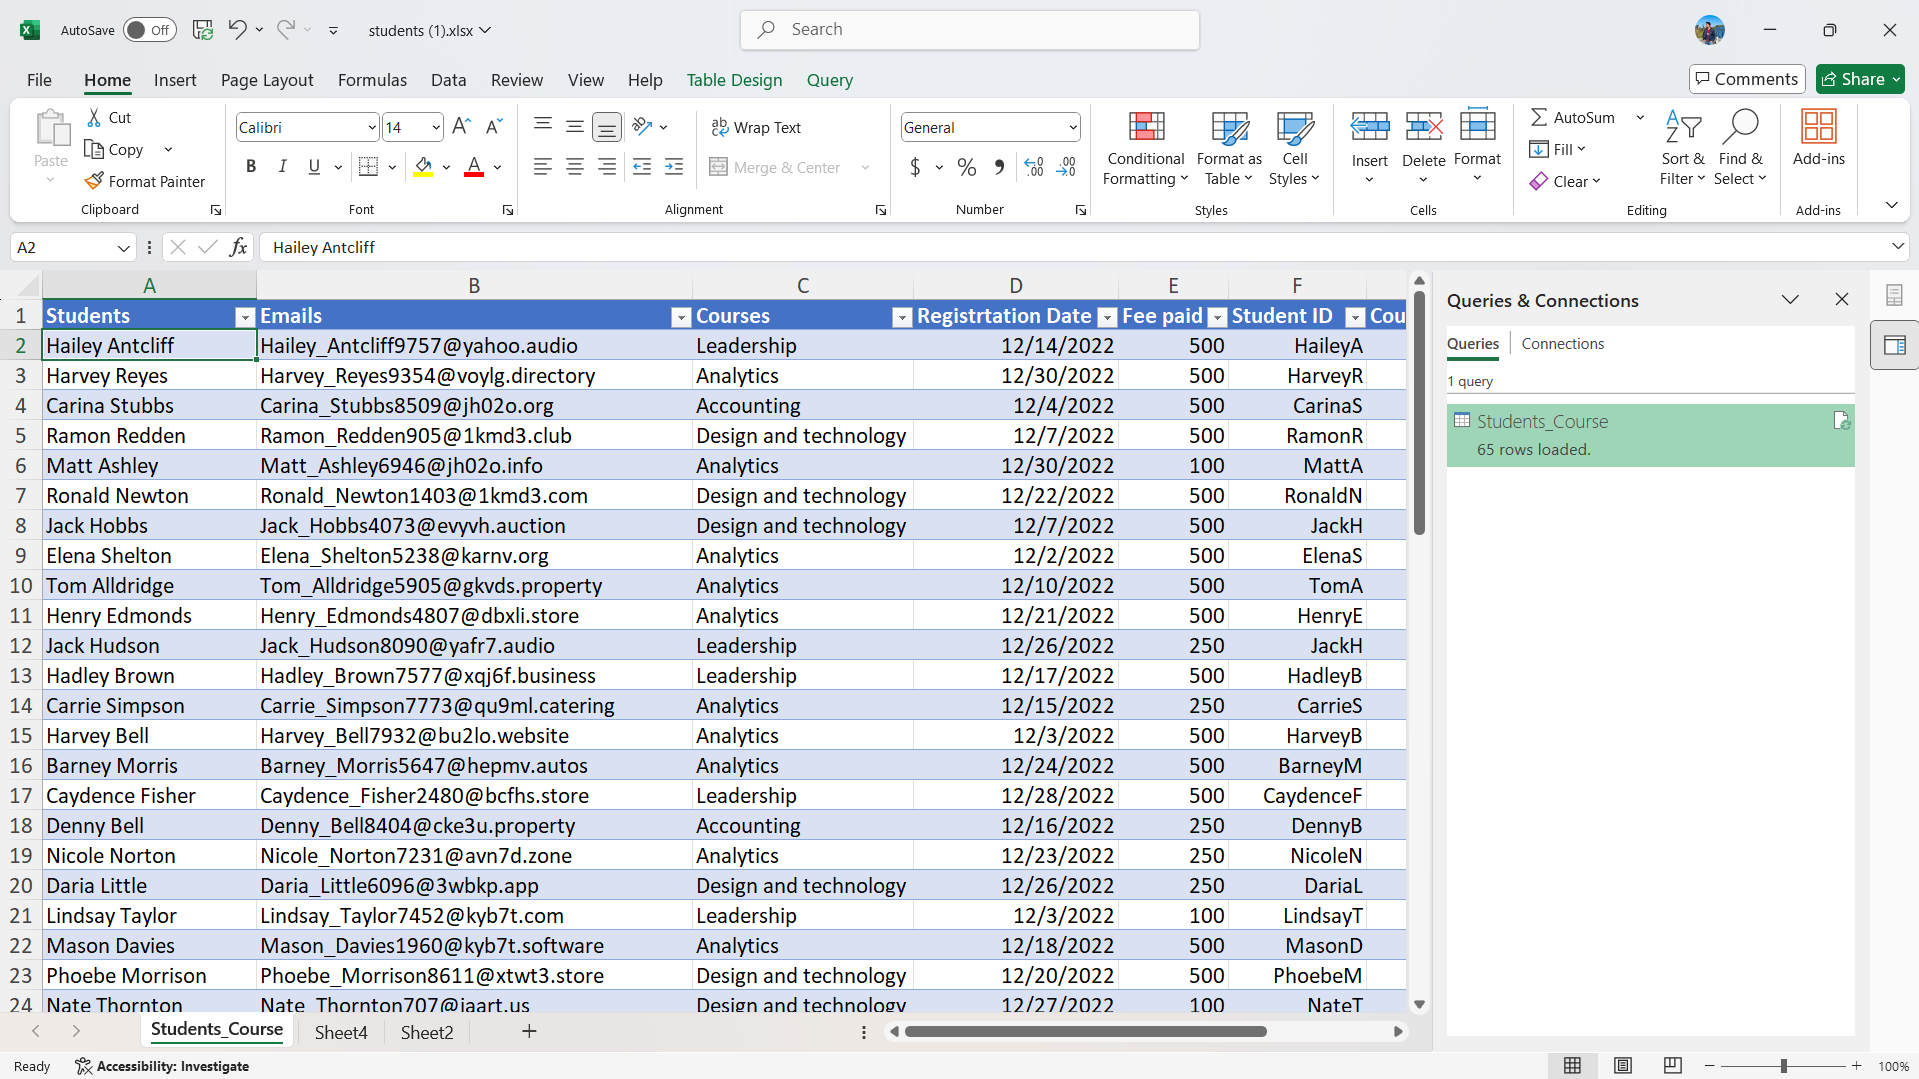 AutoSave Off students (1).xlsx Search
File Home Insert Page Layout Formulas Data Review View Help Table Design Query Comments Share
Paste Cut Copy Format Painter Clipboard
Calibri 14 B I U A Font
Wrap Text Merge & Center Alignment
General $ % Number
Conditional Formatting Format as Table Cell Styles Styles
Insert Delete Format Cells
AutoSum Fill Clear Sort & Filter Find & Select Editing
Add-ins Add-ins
A2 fx Hailey Antcliff
A B C D E F
1 Students Emails Courses Registrtation Date Fee paid Student ID Cou
2 Hailey Antcliff Hailey_Antcliff9757@yahoo.audio Leadership 12/14/2022 500 HaileyA
3 Harvey Reyes Harvey_Reyes9354@voylg.directory Analytics 12/30/2022 500 HarveyR
4 Carina Stubbs Carina_Stubbs8509@jh02o.org Accounting 12/4/2022 500 CarinaS
5 Ramon Redden Ramon_Redden905@1kmd3.club Design and technology 12/7/2022 500 RamonR
6 Matt Ashley Matt_Ashley6946@jh02o.info Analytics 12/30/2022 100 MattA
7 Ronald Newton Ronald_Newton1403@1kmd3.com Design and technology 12/22/2022 500 RonaldN
8 Jack Hobbs Jack_Hobbs4073@evyvh.auction Design and technology 12/7/2022 500 JackH
9 Elena Shelton Elena_Shelton5238@karnv.org Analytics 12/2/2022 500 ElenaS
10 Tom Alldridge Tom_Alldridge5905@gkvds.property Analytics 12/10/2022 500 TomA
11 Henry Edmonds Henry_Edmonds4807@dbxli.store Analytics 12/21/2022 500 HenryE
12 Jack Hudson Jack_Hudson8090@yafr7.audio Leadership 12/26/2022 250 JackH
13 Hadley Brown Hadley_Brown7577@xqj6f.business Leadership 12/17/2022 500 HadleyB
14 Carrie Simpson Carrie_Simpson7773@qu9ml.catering Analytics 12/15/2022 250 CarrieS
15 Harvey Bell Harvey_Bell7932@bu2lo.website Analytics 12/3/2022 500 HarveyB
16 Barney Morris Barney_Morris5647@hepmv.autos Analytics 12/24/2022 500 BarneyM
17 Caydence Fisher Caydence_Fisher2480@bcfhs.store Leadership 12/28/2022 500 CaydenceF
18 Denny Bell Denny_Bell8404@cke3u.property Accounting 12/16/2022 250 DennyB
19 Nicole Norton Nicole_Norton7231@avn7d.zone Analytics 12/23/2022 250 NicoleN
20 Daria Little Daria_Little6096@3wbkp.app Design and technology 12/26/2022 250 DariaL
21 Lindsay Taylor Lindsay_Taylor7452@kyb7t.com Leadership 12/3/2022 100 LindsayT
22 Mason Davies Mason_Davies1960@kyb7t.software Analytics 12/18/2022 500 MasonD
23 Phoebe Morrison Phoebe_Morrison8611@xtwt3.store Design and technology 12/20/2022 500 PhoebeM
24 Nate Thornton Nate_Thornton707@jaart.us Design and technology 12/27/2022 100 NateT
Queries & Connections
Queries Connections
1 query
Students_Course
65 rows loaded.
Students_Course Sheet4 Sheet2
Ready Accessibility: Investigate 100%